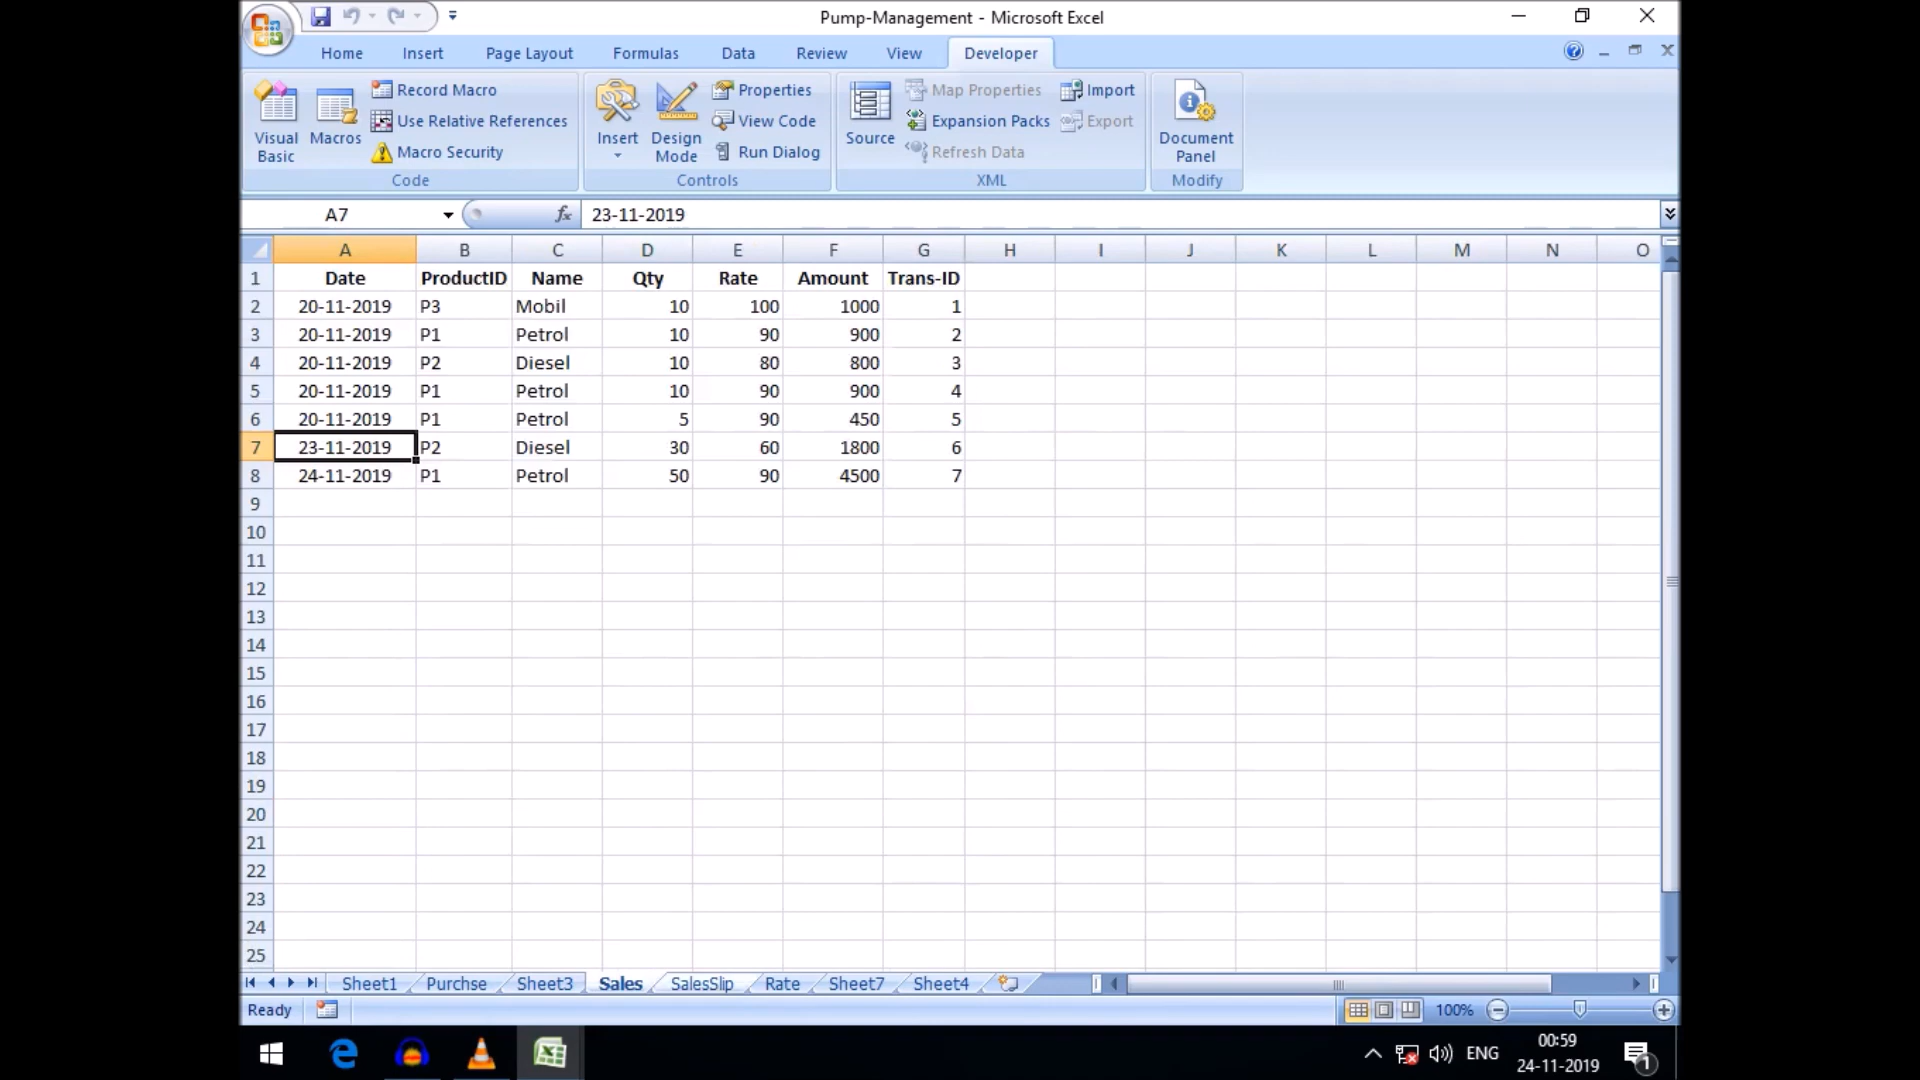 Pump-Management - Microsoft Excel
Home Insert Page Layout Formulas Data Review View Developer
Visual Basic
Macros
Record Macro
Use Relative References
Macro Security
Code
Insert
Design Mode
Properties
View Code
Run Dialog
Controls
Source
Map Properties
Expansion Packs
Refresh Data
Import
Export
XML
Document Panel
Modify
A7 fx 23-11-2019
A B C D E F G H I J K L M N O
1 Date ProductID Name Qty Rate Amount Trans-ID
2 20-11-2019 P3 Mobil 10 100 1000 1
3 20-11-2019 P1 Petrol 10 90 900 2
4 20-11-2019 P2 Diesel 10 80 800 3
5 20-11-2019 P1 Petrol 10 90 900 4
6 20-11-2019 P1 Petrol 5 90 450 5
7 23-11-2019 P2 Diesel 30 60 1800 6
8 24-11-2019 P1 Petrol 50 90 4500 7
9
10
11
12
13
14
15
16
17
18
19
20
21
22
23
24
25
Sheet1 Purchse Sheet3 Sales SalesSlip Rate Sheet7 Sheet4
Ready 100%
ENG 00:59 1
24-11-2019